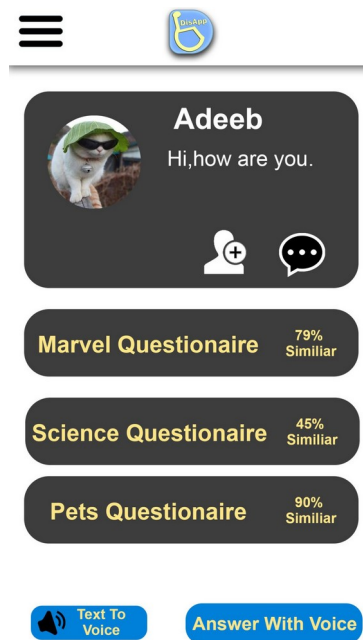 DisApp
Adeeb
Hi,how are you.
Marvel Questionaire
79%
Similiar
Science Questionaire
45%
Similiar
Pets Questionaire
90%
Similiar
Text To
Voice
Answer With Voice